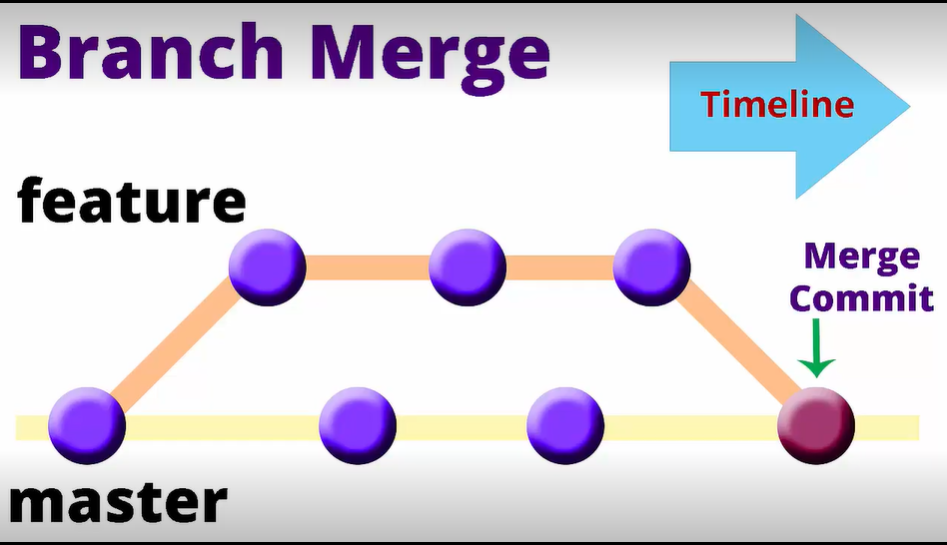 Branch Merge
Timeline
feature
Merge
Commit
master